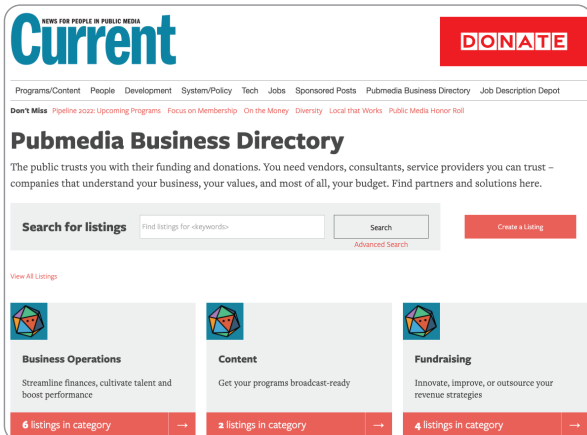 NEWS FOR PEOPLE IN PUBLIC MEDIA
Current
DONATE
Programs/Content People Development System/Policy Tech Jobs Sponsored Posts Pubmedia Business Directory Job Description Depot
Don't Miss Pipeline 2022: Upcoming Programs Focus on Membership On the Money Diversity Local that Works Public Media Honor Roll
Pubmedia Business Directory
The public trusts you with their funding and donations. You need vendors, consultants, service providers you can trust –
companies that understand your business, your values, and most of all, your budget. Find partners and solutions here.
Search for listings
Find listings for <keywords>
Search
Create a Listing
Advanced Search
View All Listings
Business Operations
Streamline finances, cultivate talent and
boost performance
6 listings in category →
Content
Get your programs broadcast-ready
2 listings in category →
Fundraising
Innovate, improve, or outsource your
revenue strategies
4 listings in category →